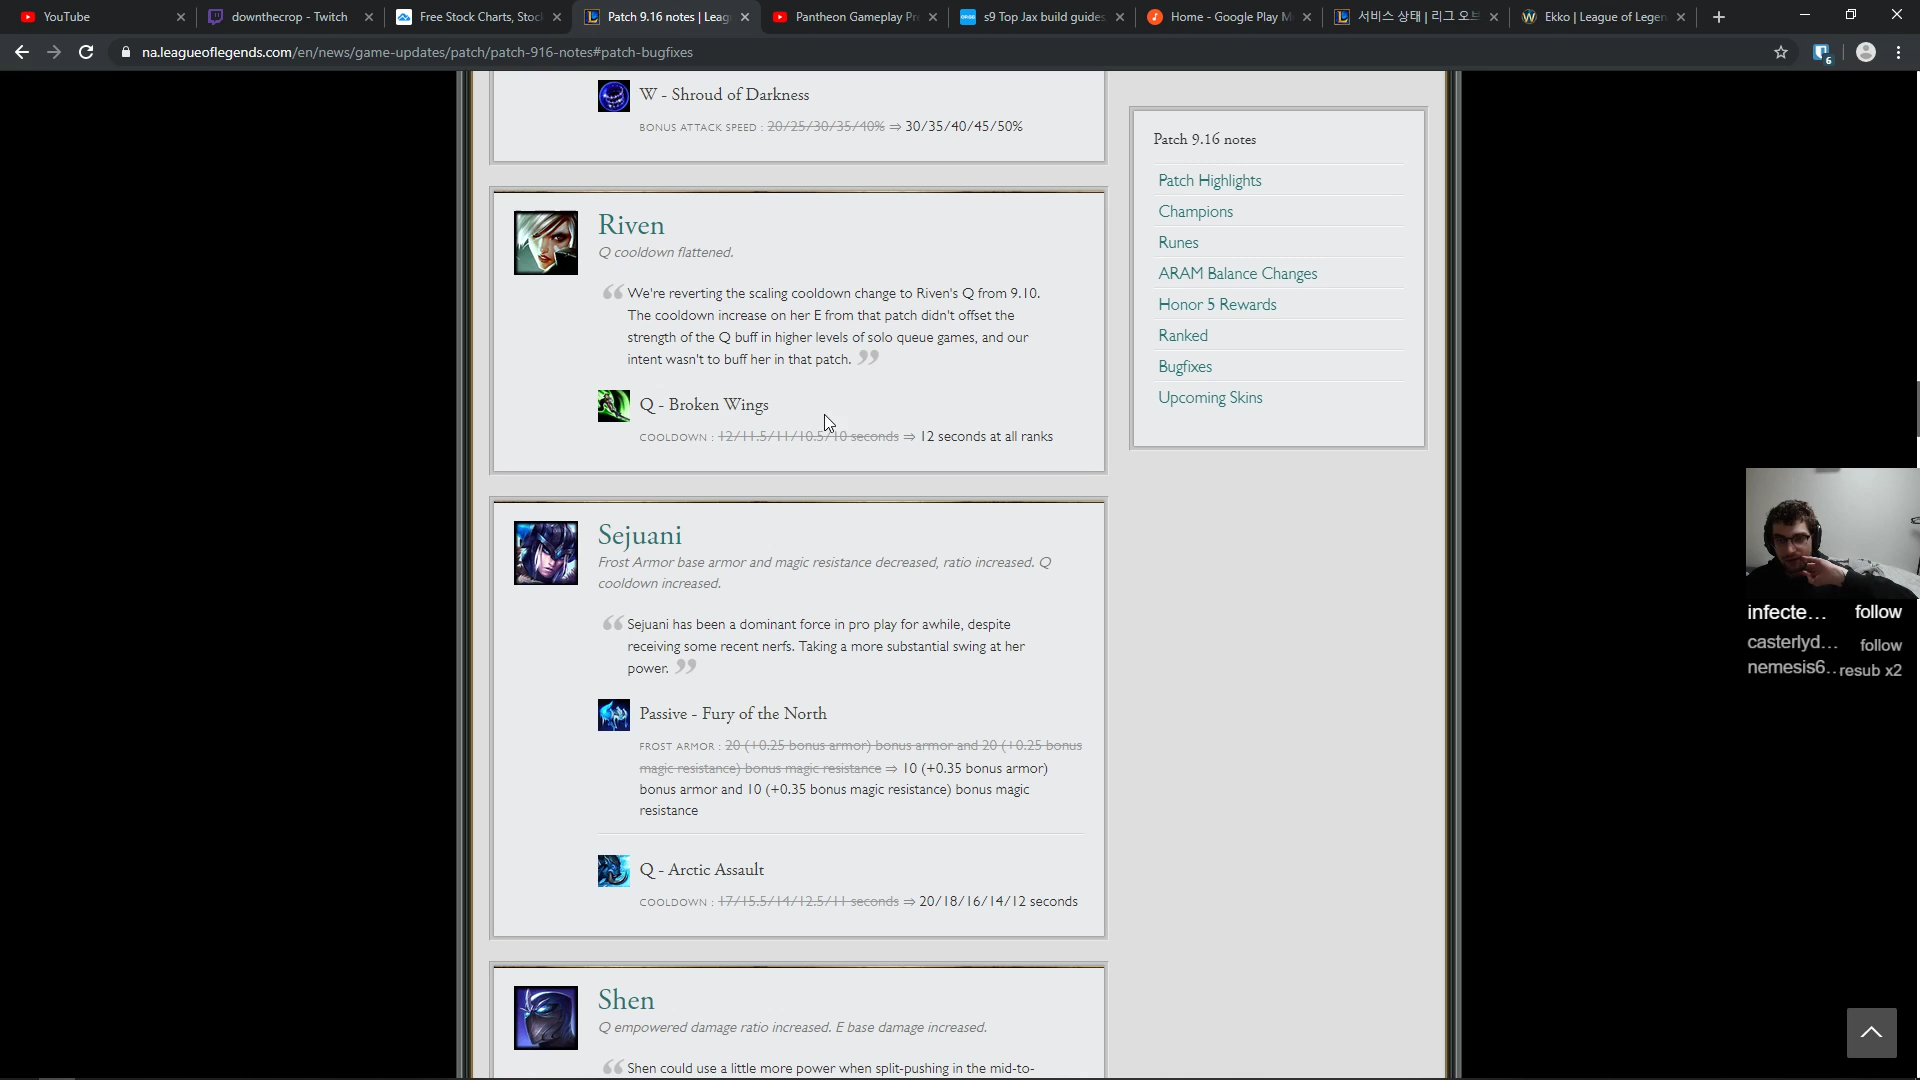 YouTube
downthecrop - Twitch
Free Stock Charts, Stoc
Patch 9.16 notes | Leag
Pantheon Gameplay Pr
s9 Top Jax build guides
Home - Google Play M
서비스 상태 | 리그 오브
Ekko | League of Legen
na.leagueoflegends.com/en/news/game-updates/patch/patch-916-notes#patch-bugfixes
6
W - Shroud of Darkness
BONUS ATTACK SPEED : 20/25/30/35/40% ⇒ 30/35/40/45/50%
Riven
Q cooldown flattened.
“ We're reverting the scaling cooldown change to Riven's Q from 9.10.
The cooldown increase on her E from that patch didn't offset the
strength of the Q buff in higher levels of solo queue games, and our
intent wasn't to buff her in that patch. ”
Q - Broken Wings
COOLDOWN : 12/11.5/11/10.5/10 seconds ⇒ 12 seconds at all ranks
Sejuani
Frost Armor base armor and magic resistance decreased, ratio increased. Q
cooldown increased.
“ Sejuani has been a dominant force in pro play for awhile, despite
receiving some recent nerfs. Taking a more substantial swing at her
power. ”
Passive - Fury of the North
FROST ARMOR : 20 (+0.25 bonus armor) bonus armor and 20 (+0.25 bonus
magic resistance) bonus magic resistance ⇒ 10 (+0.35 bonus armor)
bonus armor and 10 (+0.35 bonus magic resistance) bonus magic
resistance
Q - Arctic Assault
COOLDOWN : 17/15.5/14/12.5/11 seconds ⇒ 20/18/16/14/12 seconds
Shen
Q empowered damage ratio increased. E base damage increased.
“ Shen could use a little more power when split-pushing in the mid-to-
Patch 9.16 notes
Patch Highlights
Champions
Runes
ARAM Balance Changes
Honor 5 Rewards
Ranked
Bugfixes
Upcoming Skins
infecte... follow
casterlyd... follow
nemesis6.. resub x2